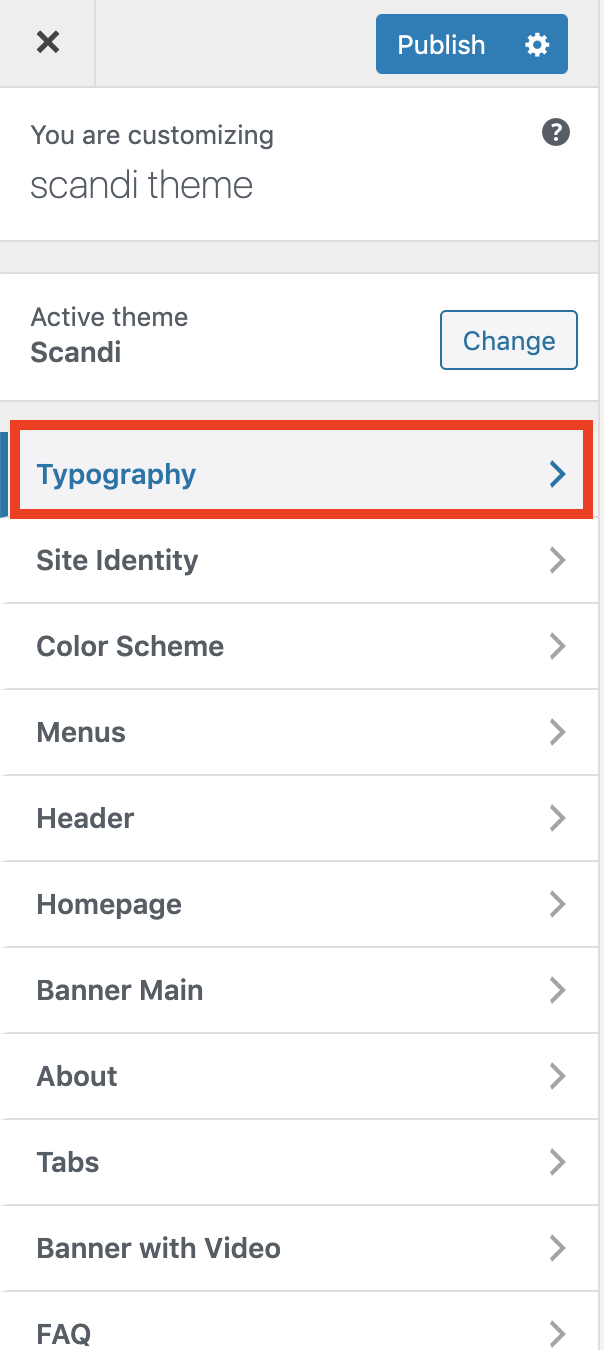 Publish
You are customizing
scandi theme
Active theme
Scandi
Change
Typography
Site Identity
Color Scheme
Menus
Header
Homepage
Banner Main
About
Tabs
Banner with Video
FAQ